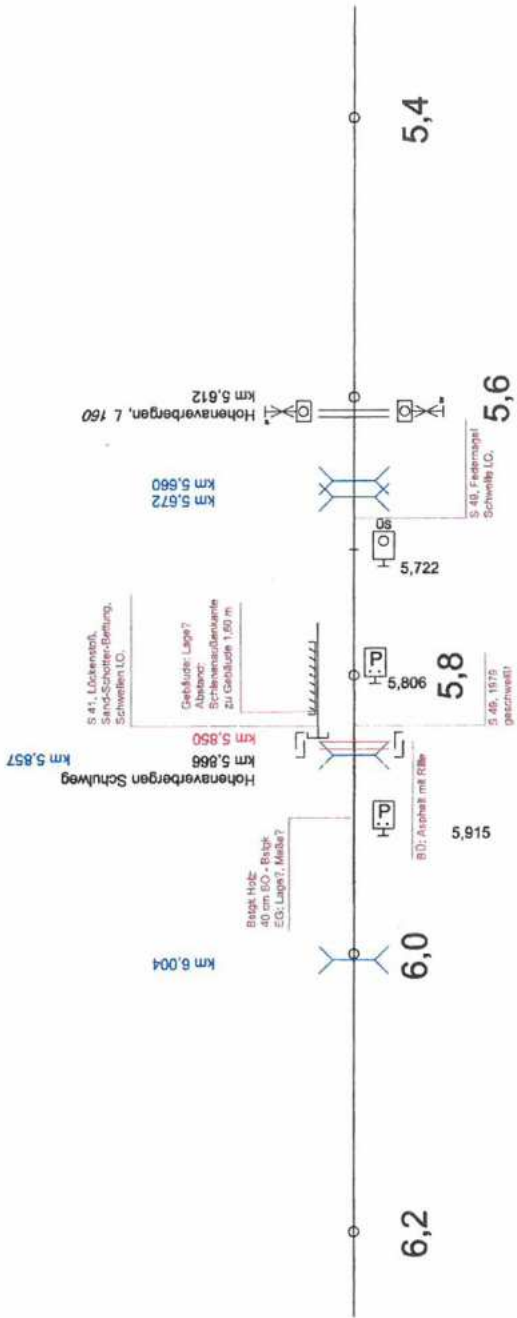 S 41, Lückenstoß,
Sand-Schotter-Bettung,
Schwellen I.O.
Gebäude: Lage?
Abstand:
Schienenaußenkante
zu Gebäude 1,60 m
Hohenaverbergen, L 160
km 5,612
km 5,660
km 5,672
km 5,850
km 5,866
Hohenaverbergen Schulweg
km 5,857
Bstgk Holz
40 cm SO - Bstgk
EG: Lage?, Maße?
km 6,004
ÜS
5,722
P
5,806
P
5,915
S 49, Federnagel
Schwelle I.O.
S 49, 1979
geschweißt
BÜ: Asphalt mit Rille
6,2
6,0
5,8
5,6
5,4